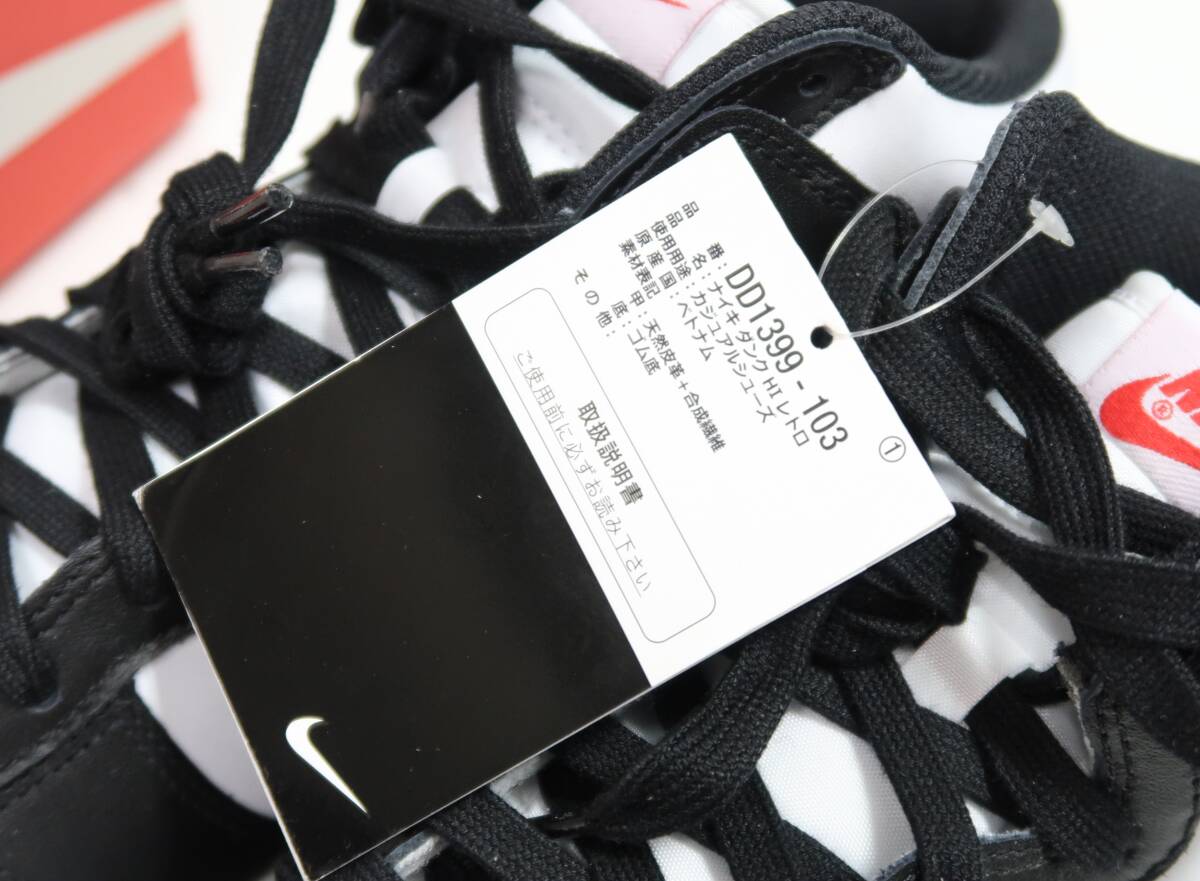 品 番：DD1399 - 103
品 名：ナイキ ダンク HI レトロ
使用用途：カジュアルシューズ
原 産 国：ベトナム
素材表記 甲：天然皮革＋合成繊維
底：ゴム底
そ の 他：
①
取扱説明書
ご使用前に必ずお読み下さい